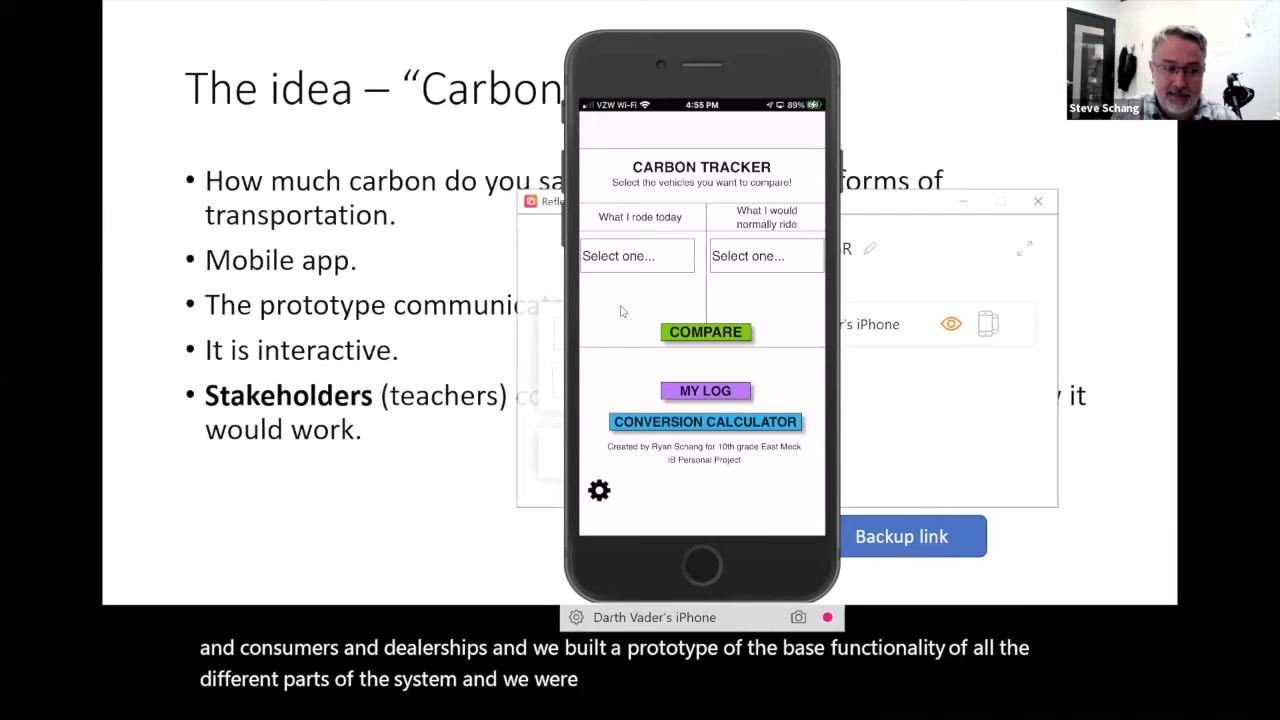 The idea – “Carbon
• How much carbon do you sa forms of
transportation.
• Mobile app.
• The prototype communicat
• It is interactive.
• Stakeholders (teachers) co y it
would work.
Steve Schang
Refle
R
r's iPhone
Backup link
VZW Wi-Fi 4:55 PM 89%
CARBON TRACKER
Select the vehicles you want to compare!
What I rode today
What I would
normally ride
Select one... Select one...
COMPARE
MY LOG
CONVERSION CALCULATOR
Created by Ryan Schang for 10th grade East Meck
IB Personal Project
Darth Vader's iPhone
and consumers and dealerships and we built a prototype of the base functionality of all the
different parts of the system and we were